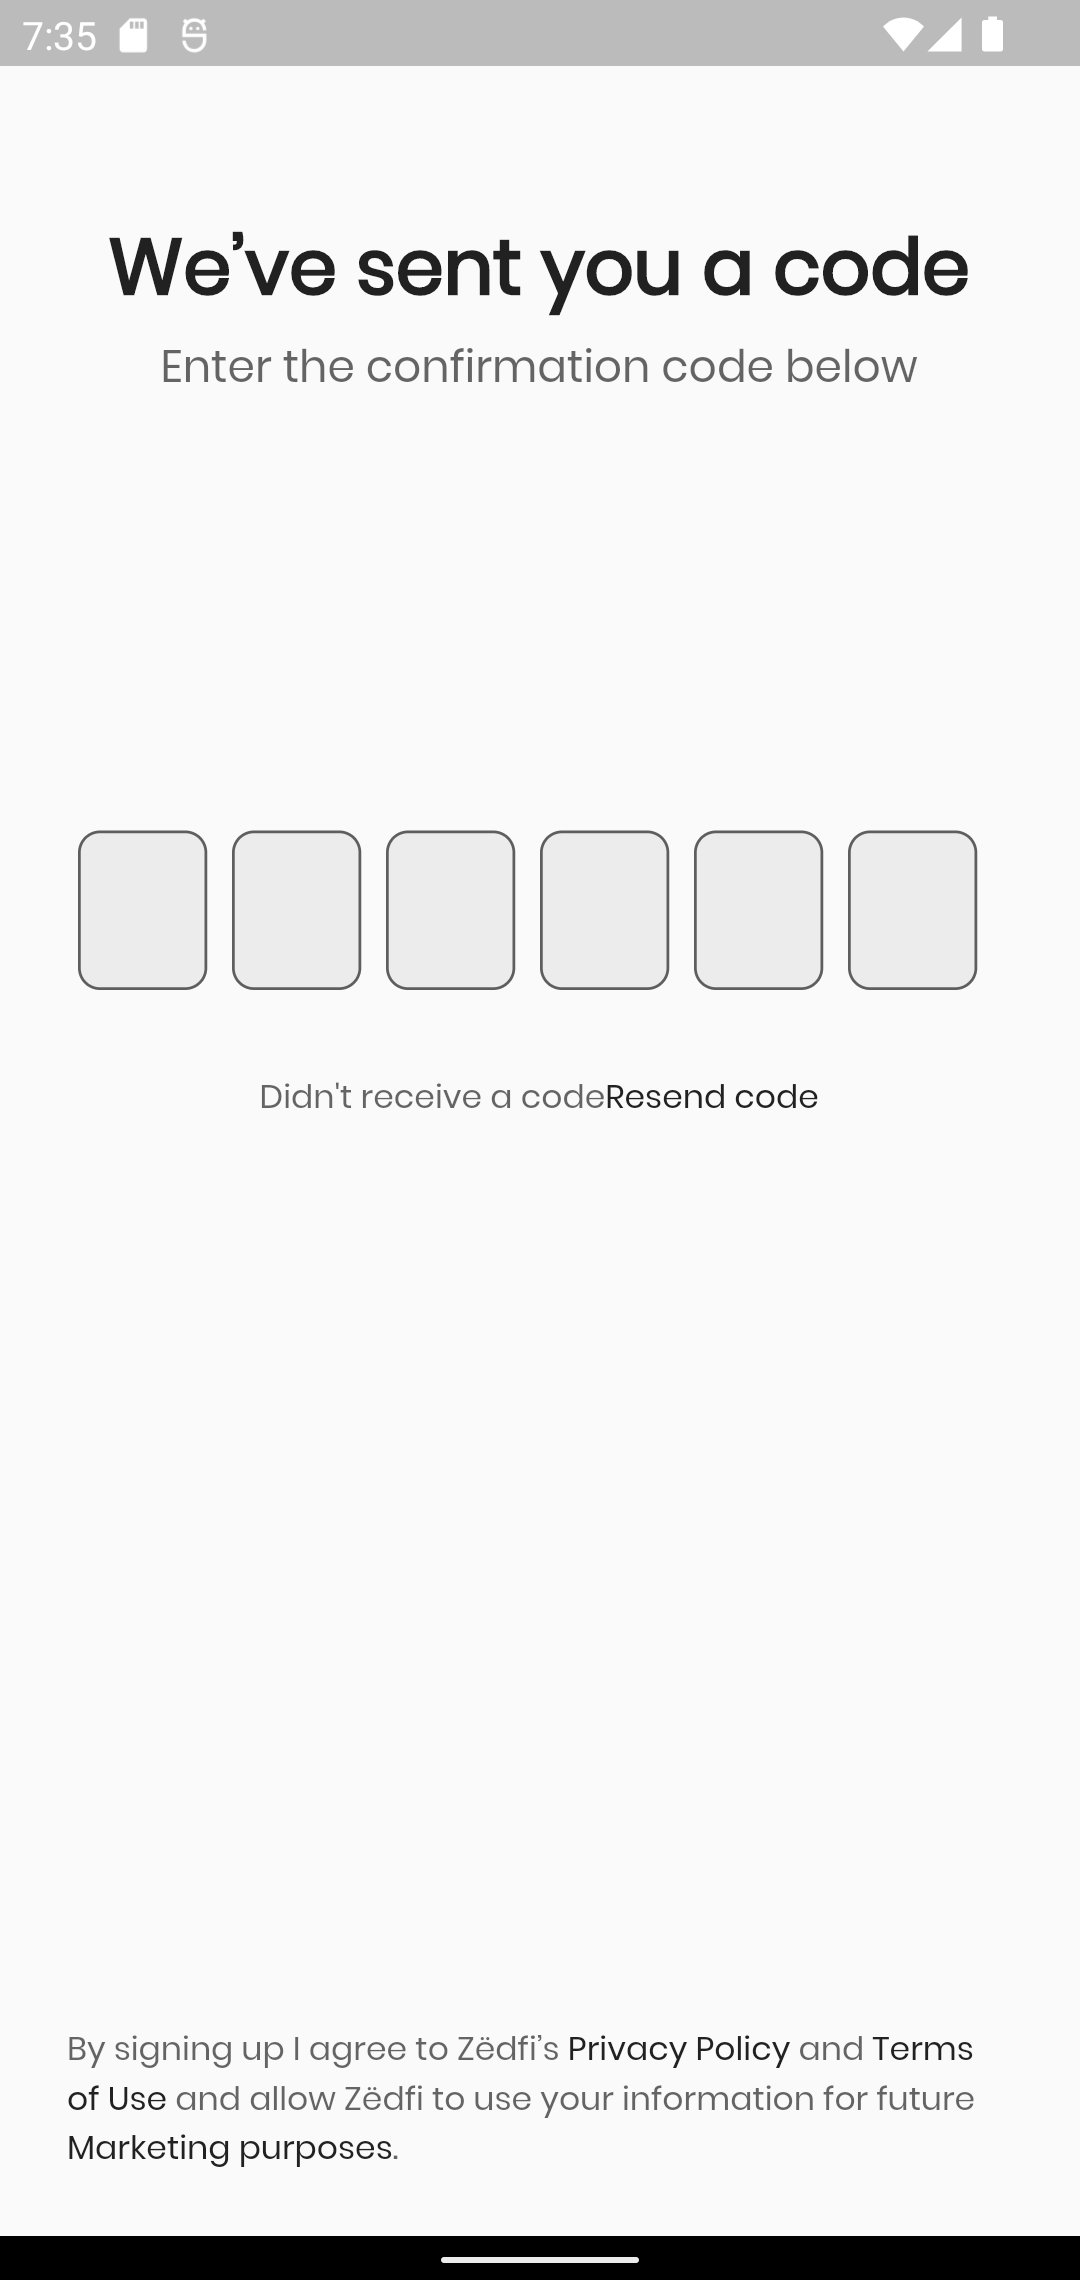 7:35
We’ve sent you a code
Enter the confirmation code below
Didn't receive a codeResend code
By signing up I agree to Zëdfi’s Privacy Policy and Terms
of Use and allow Zëdfi to use your information for future
Marketing purposes.